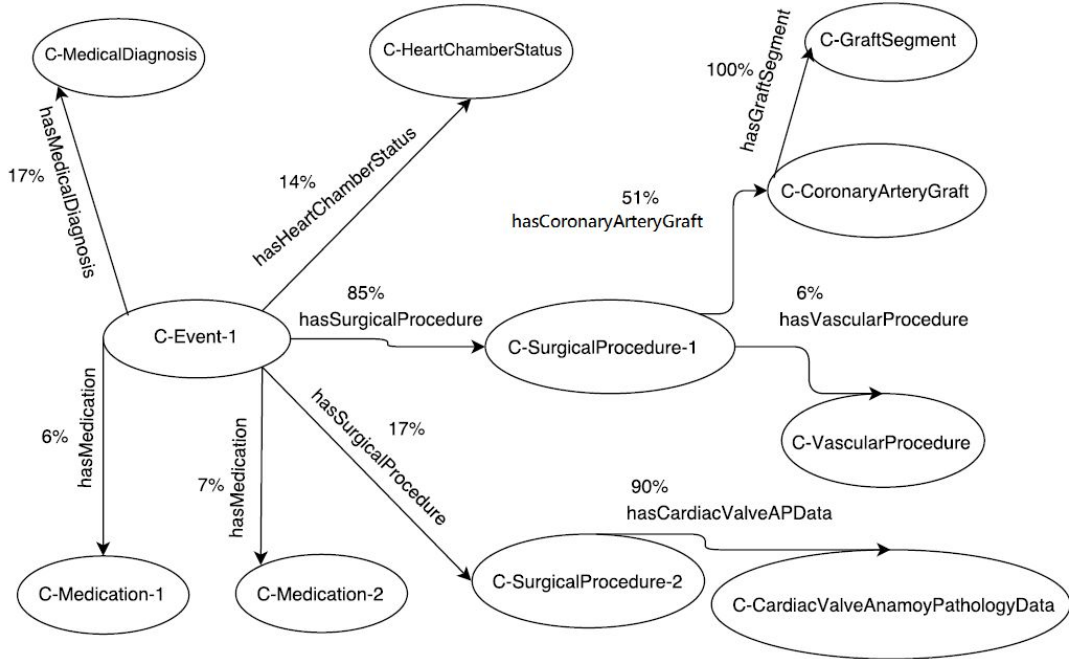 C-MedicalDiagnosis
C-HeartChamberStatus
C-GraftSegment
100%
hasGraftSegment
17%
hasMedicalDiagnosis
14%
hasHeartChamberStatus
51%
hasCoronaryArteryGraft
C-CoronaryArteryGraft
85%
hasSurgicalProcedure
6%
hasVascularProcedure
C-Event-1
C-SurgicalProcedure-1
C-VascularProcedure
6%
hasMedication
7%
hasMedication
17%
hasSurgicalProcedure
90%
hasCardiacValveAPData
C-Medication-1
C-Medication-2
C-SurgicalProcedure-2
C-CardiacValveAnamoyPathologyData